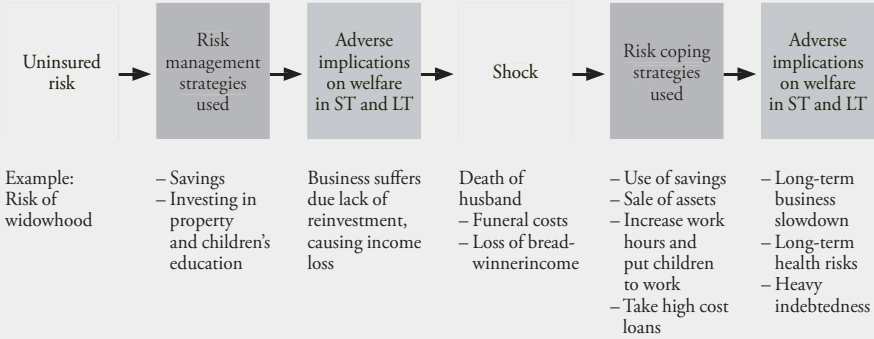 Uninsured
risk
Risk
management
strategies
used
Adverse
implications
on welfare
in ST and LT
Shock
Risk coping
strategies
used
Adverse
implications
on welfare
in ST and LT
Example:
Risk of
widowhood
– Savings
– Investing in
property
and children’s
education
Business suffers
due lack of
reinvestment,
causing income
loss
Death of
husband
– Funeral costs
– Loss of bread-
winnerincome
– Use of savings
– Sale of assets
– Increase work
hours and
put children
to work
– Take high cost
loans
– Long-term
business
slowdown
– Long-term
health risks
– Heavy
indebtedness